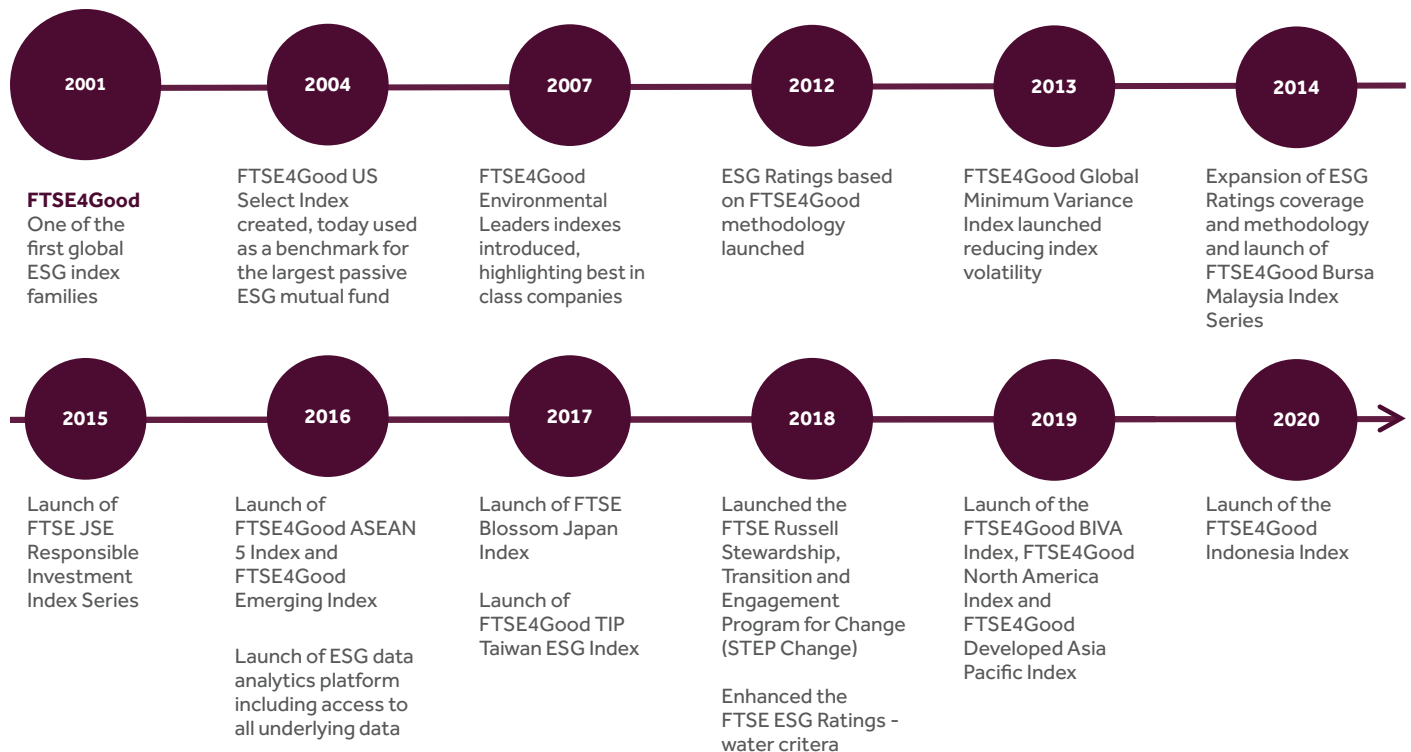 2001
2004
2007
2012
2013
2014
FTSE4Good
One of the
first global
ESG index
families
FTSE4Good US
Select Index
created, today used
as a benchmark for
the largest passive
ESG mutual fund
FTSE4Good
Environmental
Leaders indexes
introduced,
highlighting best in
class companies
ESG Ratings based
on FTSE4Good
methodology
launched
FTSE4Good Global
Minimum Variance
Index launched
reducing index
volatility
Expansion of ESG
Ratings coverage
and methodology
and launch of
FTSE4Good Bursa
Malaysia Index
Series
2015
2016
2017
2018
2019
2020
Launch of
FTSE JSE
Responsible
Investment
Index Series
Launch of
FTSE4Good ASEAN
5 Index and
FTSE4Good
Emerging Index
Launch of ESG data
analytics platform
including access to
all underlying data
Launch of FTSE
Blossom Japan
Index
Launch of
FTSE4Good TIP
Taiwan ESG Index
Launched the
FTSE Russell
Stewardship,
Transition and
Engagement
Program for Change
(STEP Change)
Enhanced the
FTSE ESG Ratings -
water critera
Launch of the
FTSE4Good BIVA
Index, FTSE4Good
North America
Index and
FTSE4Good
Developed Asia
Pacific Index
Launch of the
FTSE4Good
Indonesia Index